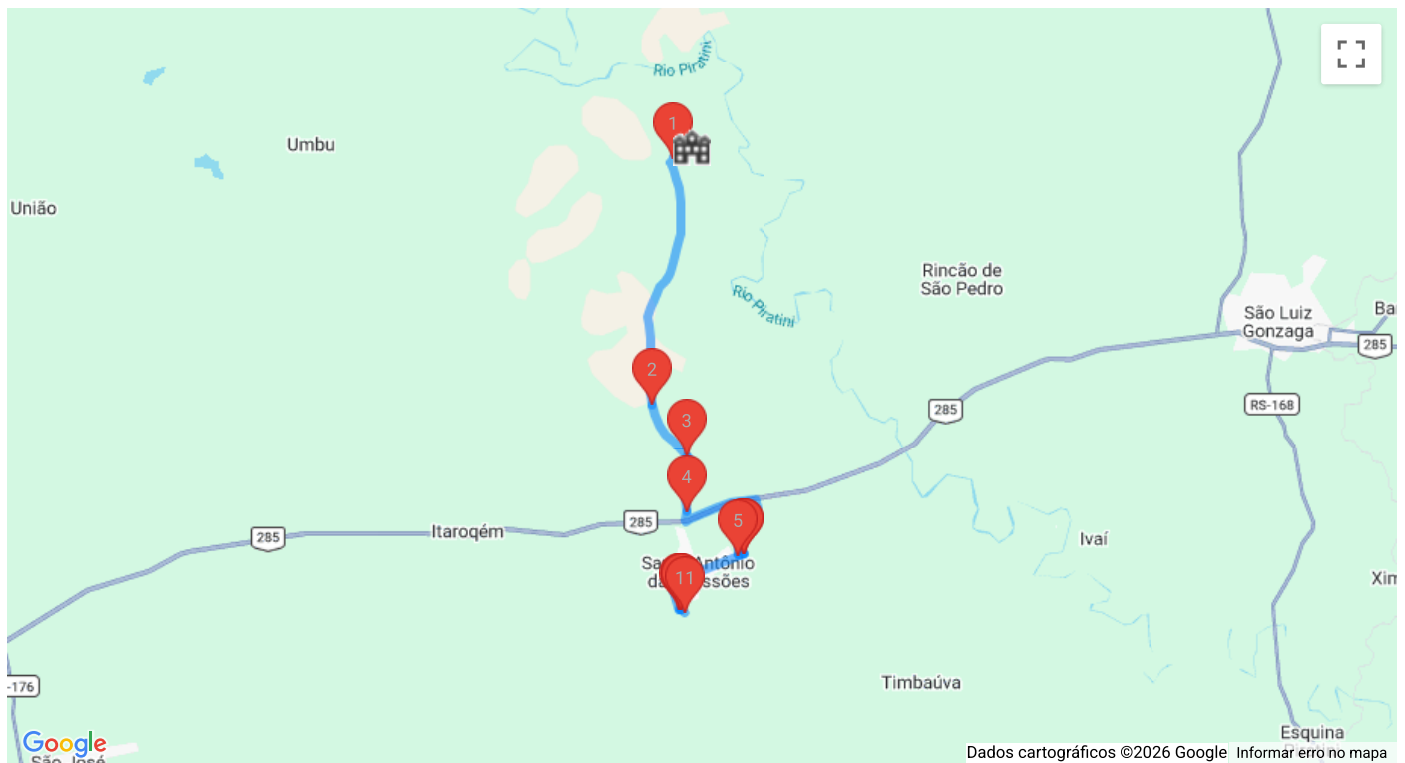 Rio Piratini
1
Umbu
União
Rincão de
São Pedro
Rio Piratini
São Luiz
Gonzaga
285
2
RS-168
285
3
4
285
5
Itaroqém
285
Ivaí
11
-176
Timbaúva
Esquina
Google
São José
Dados cartográficos ©2026 Google
Informar erro no mapa